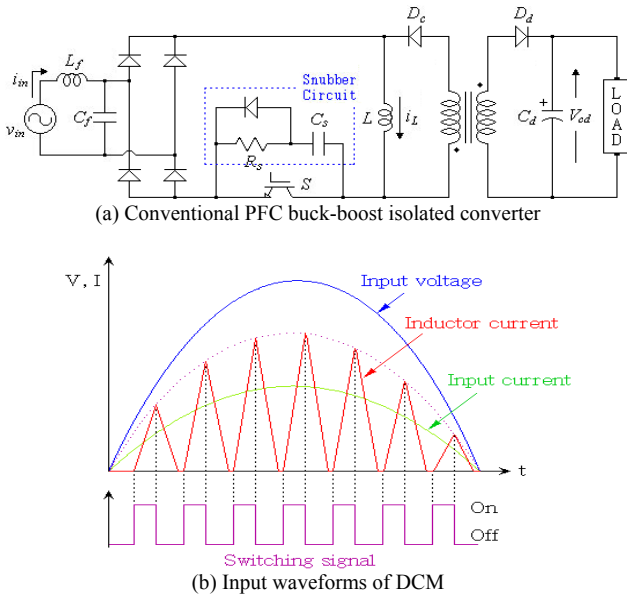 D_c
D_d
L_f
i_in
Snubber
Circuit
C_s
L
i_L
C_f
v_in
R_s
S
C_d
+
V_cd
LOAD
(a) Conventional PFC buck-boost isolated converter
V, I
Input voltage
Inductor current
Input current
t
On
Off
Switching signal
(b) Input waveforms of DCM